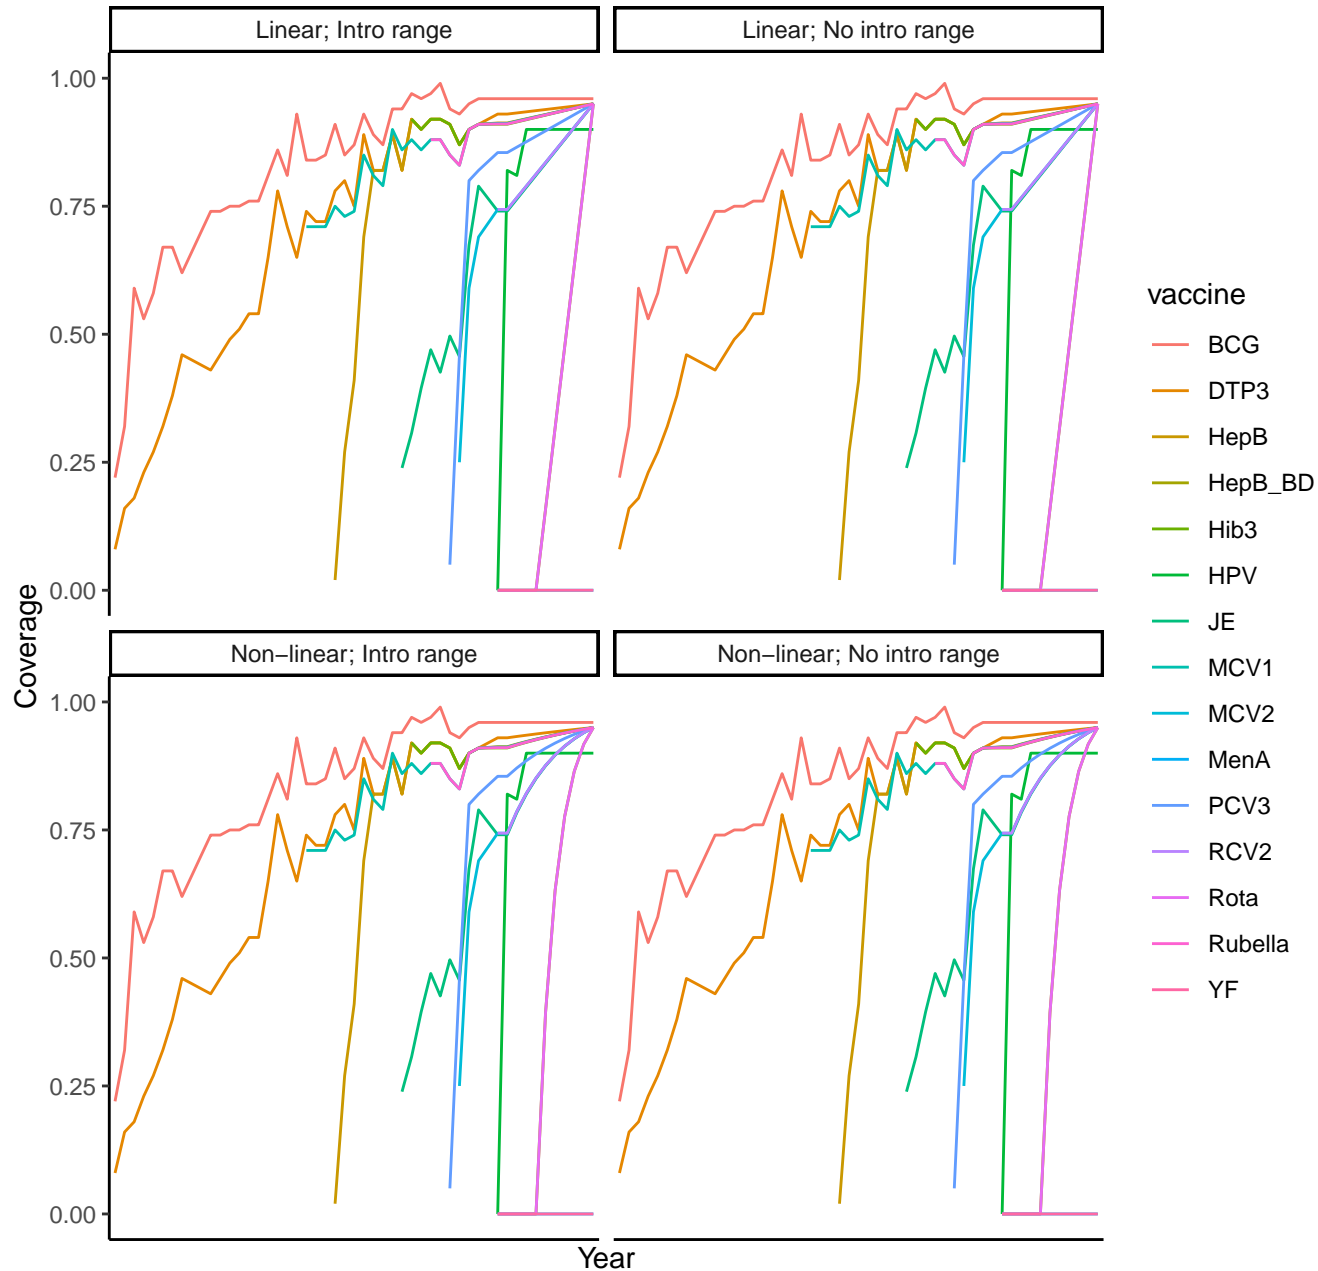 Linear; Intro range
Linear; No intro range
1.00
0.75
0.50
0.25
0.00
Non−linear; Intro range
Non−linear; No intro range
1.00
0.75
0.50
0.25
0.00
Coverage
Year
vaccine
BCG
DTP3
HepB
HepB_BD
Hib3
HPV
JE
MCV1
MCV2
MenA
PCV3
RCV2
Rota
Rubella
YF